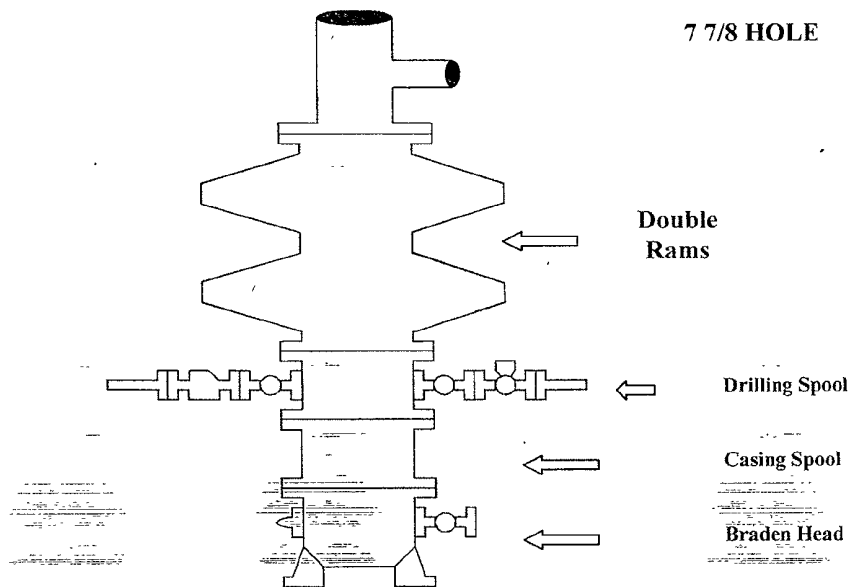 7 7/8 HOLE
Double
Rams
Drilling Spool
Casing Spool
Braden Head